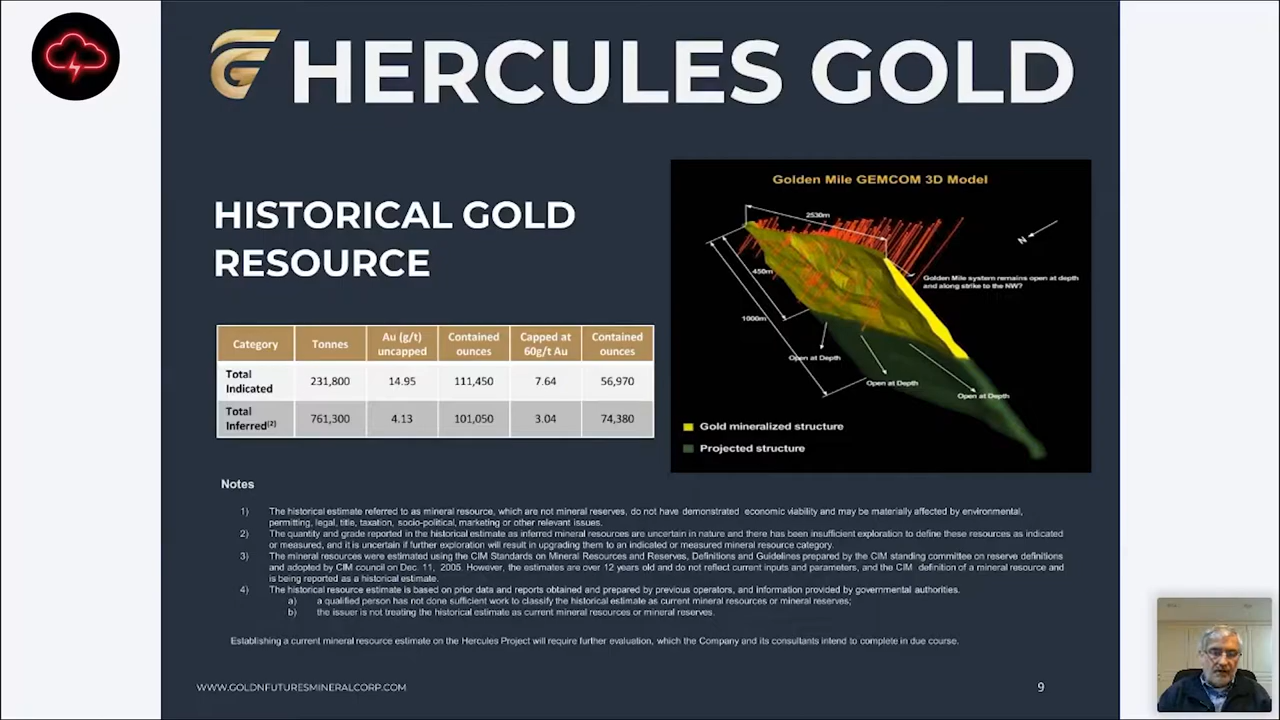 HERCULES GOLD
HISTORICAL GOLD
RESOURCE
Category Tonnes Au (g/t) uncapped Contained ounces Capped at 60g/t Au Contained ounces
Total Indicated 231,800 14.95 111,450 7.64 56,970
Total Inferred(2) 761,300 4.13 101,050 3.04 74,380
Golden Mile GEMCOM 3D Model
2530m
N
450m
Golden Mile system remains open at depth
and along strike to the NW?
1000m
Open at Depth
Open at Depth
Open at Depth
Gold mineralized structure
Projected structure
Notes
1) The historical estimate referred to as mineral resource, which are not mineral reserves, do not have demonstrated economic viability and may be materially affected by environmental,
permitting, legal, title, taxation, socio-political, marketing or other relevant issues.
2) The quantity and grade reported in the historical estimate as inferred mineral resources are uncertain in nature and there has been insufficient exploration to define these resources as indicated
or measured, and it is uncertain if further exploration will result in upgrading them to an indicated or measured mineral resource category.
3) The mineral resources were estimated using the CIM Standards on Mineral Resources and Reserves, Definitions and Guidelines prepared by the CIM standing committee on reserve definitions
and adopted by CIM council on Dec. 11, 2005. However, the estimates are over 12 years old and do not reflect current inputs and parameters, and the CIM definition of a mineral resource and
is being reported as a historical estimate.
4) The historical resource estimate is based on prior data and reports obtained and prepared by previous operators, and information provided by governmental authorities.
a) a qualified person has not done sufficient work to classify the historical estimate as current mineral resources or mineral reserves;
b) the issuer is not treating the historical estimate as current mineral resources or mineral reserves.
Establishing a current mineral resource estimate on the Hercules Project will require further evaluation, which the Company and its consultants intend to complete in due course.
WWW.GOLDNFUTURESMINERALCORP.COM
9